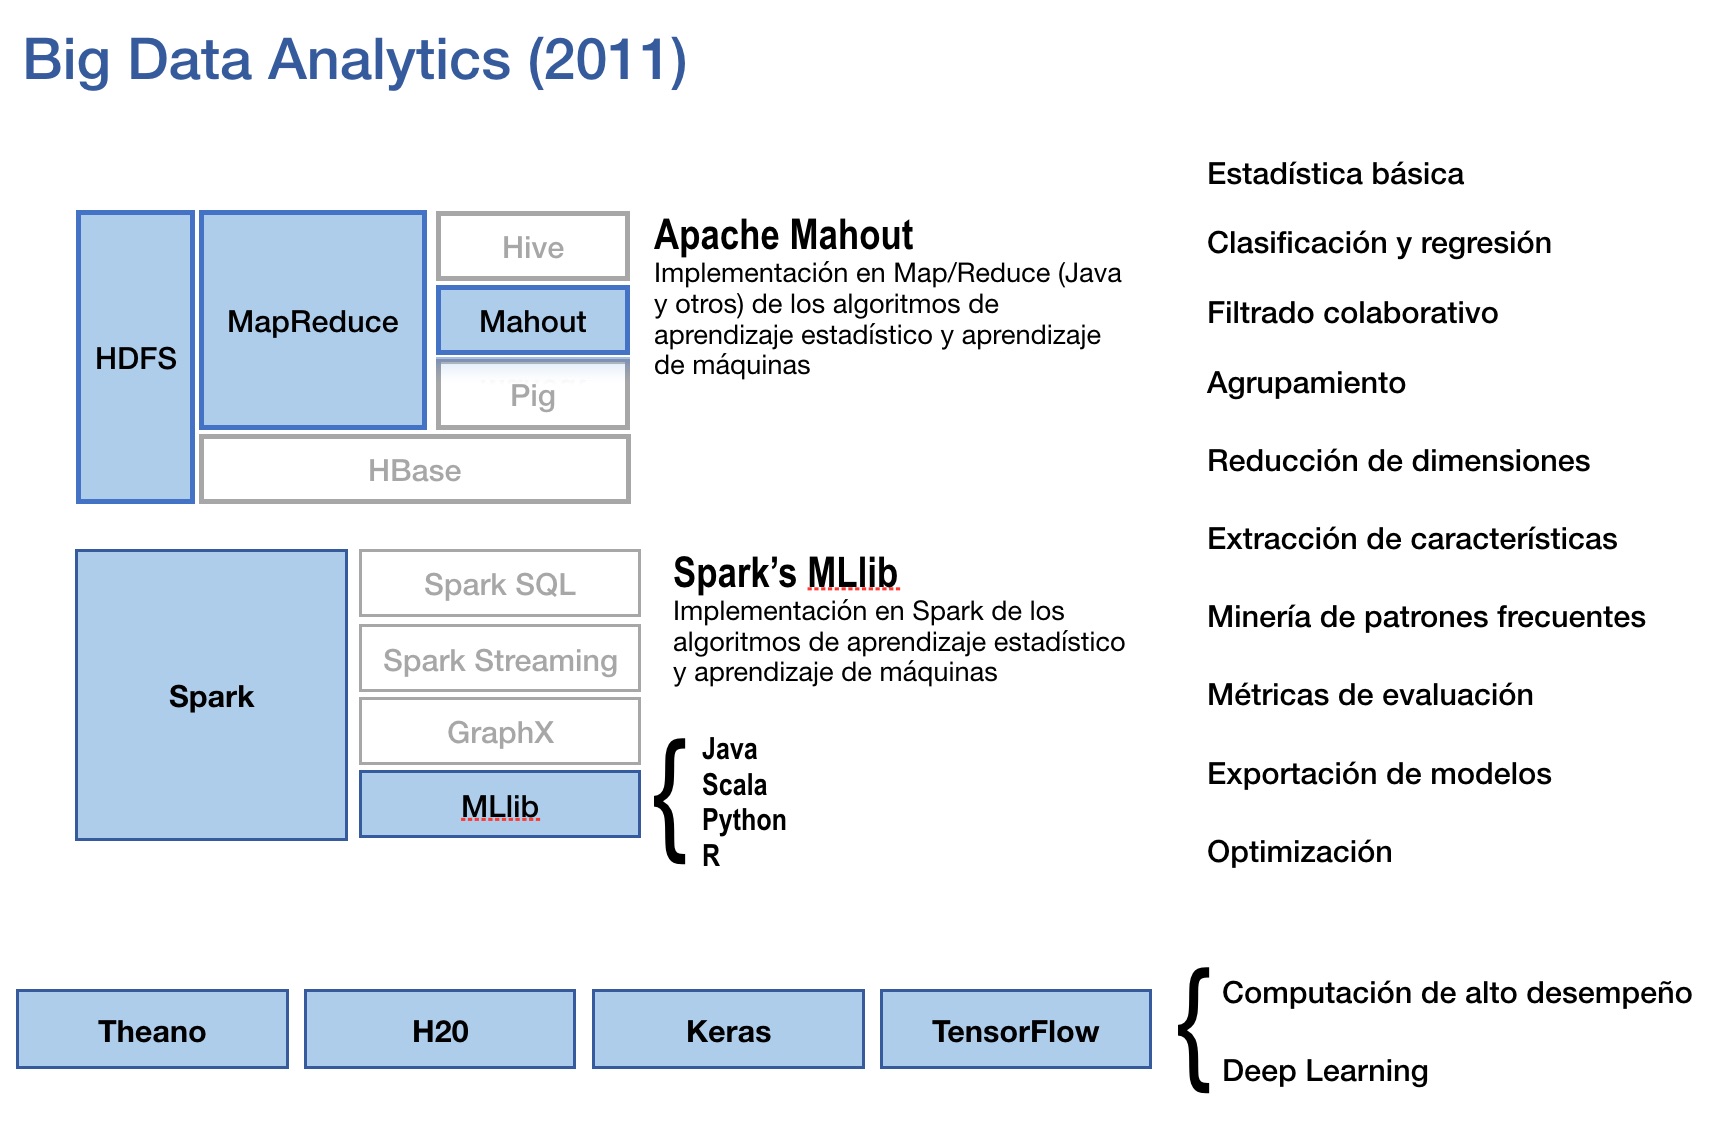 Big Data Analytics (2011)
HDFS
MapReduce
Hive
Mahout
Pig
HBase
Apache Mahout
Implementación en Map/Reduce (Java
y otros) de los algoritmos de
aprendizaje estadístico y aprendizaje
de máquinas
Spark
Spark SQL
Spark Streaming
GraphX
MLlib
Spark’s MLlib
Implementación en Spark de los
algoritmos de aprendizaje estadístico
y aprendizaje de máquinas
Java
Scala
Python
R
Estadística básica
Clasificación y regresión
Filtrado colaborativo
Agrupamiento
Reducción de dimensiones
Extracción de características
Minería de patrones frecuentes
Métricas de evaluación
Exportación de modelos
Optimización
Theano
H20
Keras
TensorFlow
Computación de alto desempeño
Deep Learning